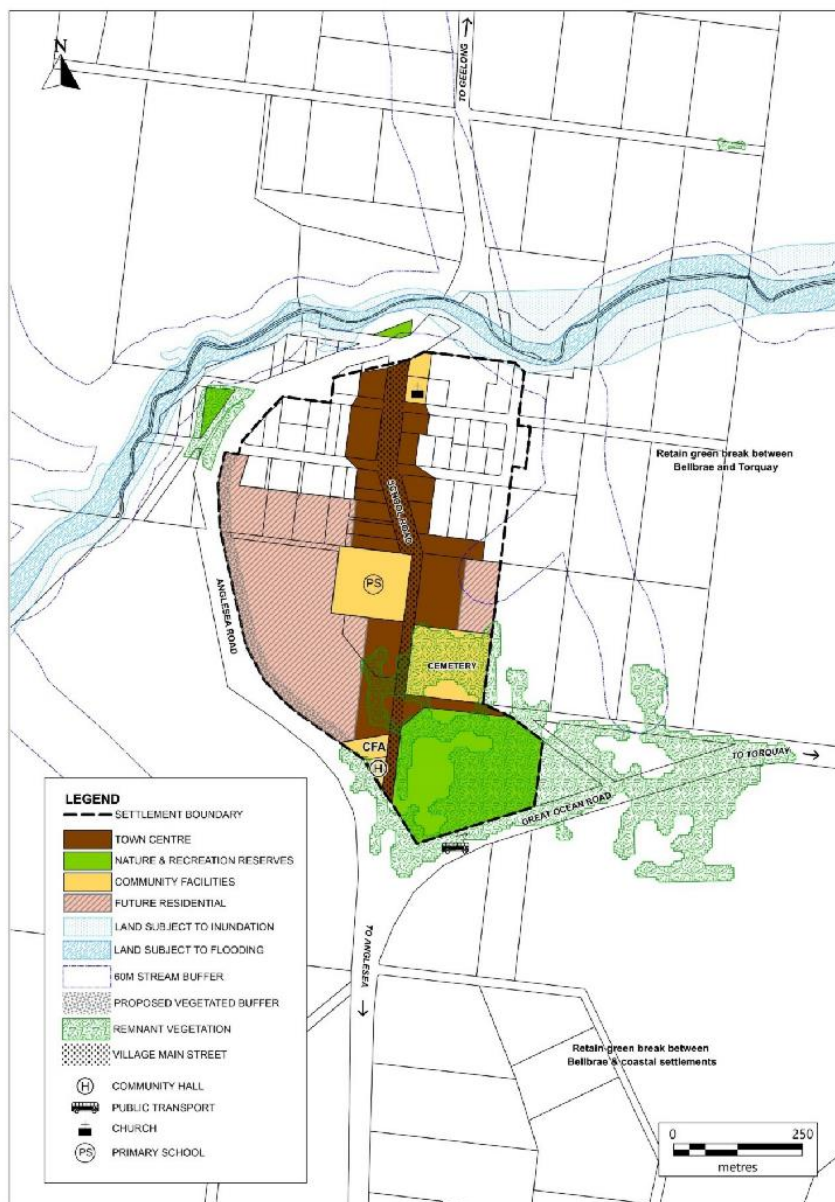 N
TO GEELONG
Retain green break between
Bellbrae and Torquay
SCHOOL ROAD
PS
ANGLESEA ROAD
CEMETERY
CFA
H
TO TORQUAY
GREAT OCEAN ROAD
TO ANGLESEA
LEGEND
SETTLEMENT BOUNDARY
TOWN CENTRE
NATURE & RECREATION RESERVES
COMMUNITY FACILITIES
FUTURE RESIDENTIAL
LAND SUBJECT TO INUNDATION
LAND SUBJECT TO FLOODING
60M STREAM BUFFER
PROPOSED VEGETATED BUFFER
REMNANT VEGETATION
VILLAGE MAIN STREET
H COMMUNITY HALL
PUBLIC TRANSPORT
CHURCH
PS PRIMARY SCHOOL
Retain green break between
Bellbrae & coastal settlements
0 250
metres